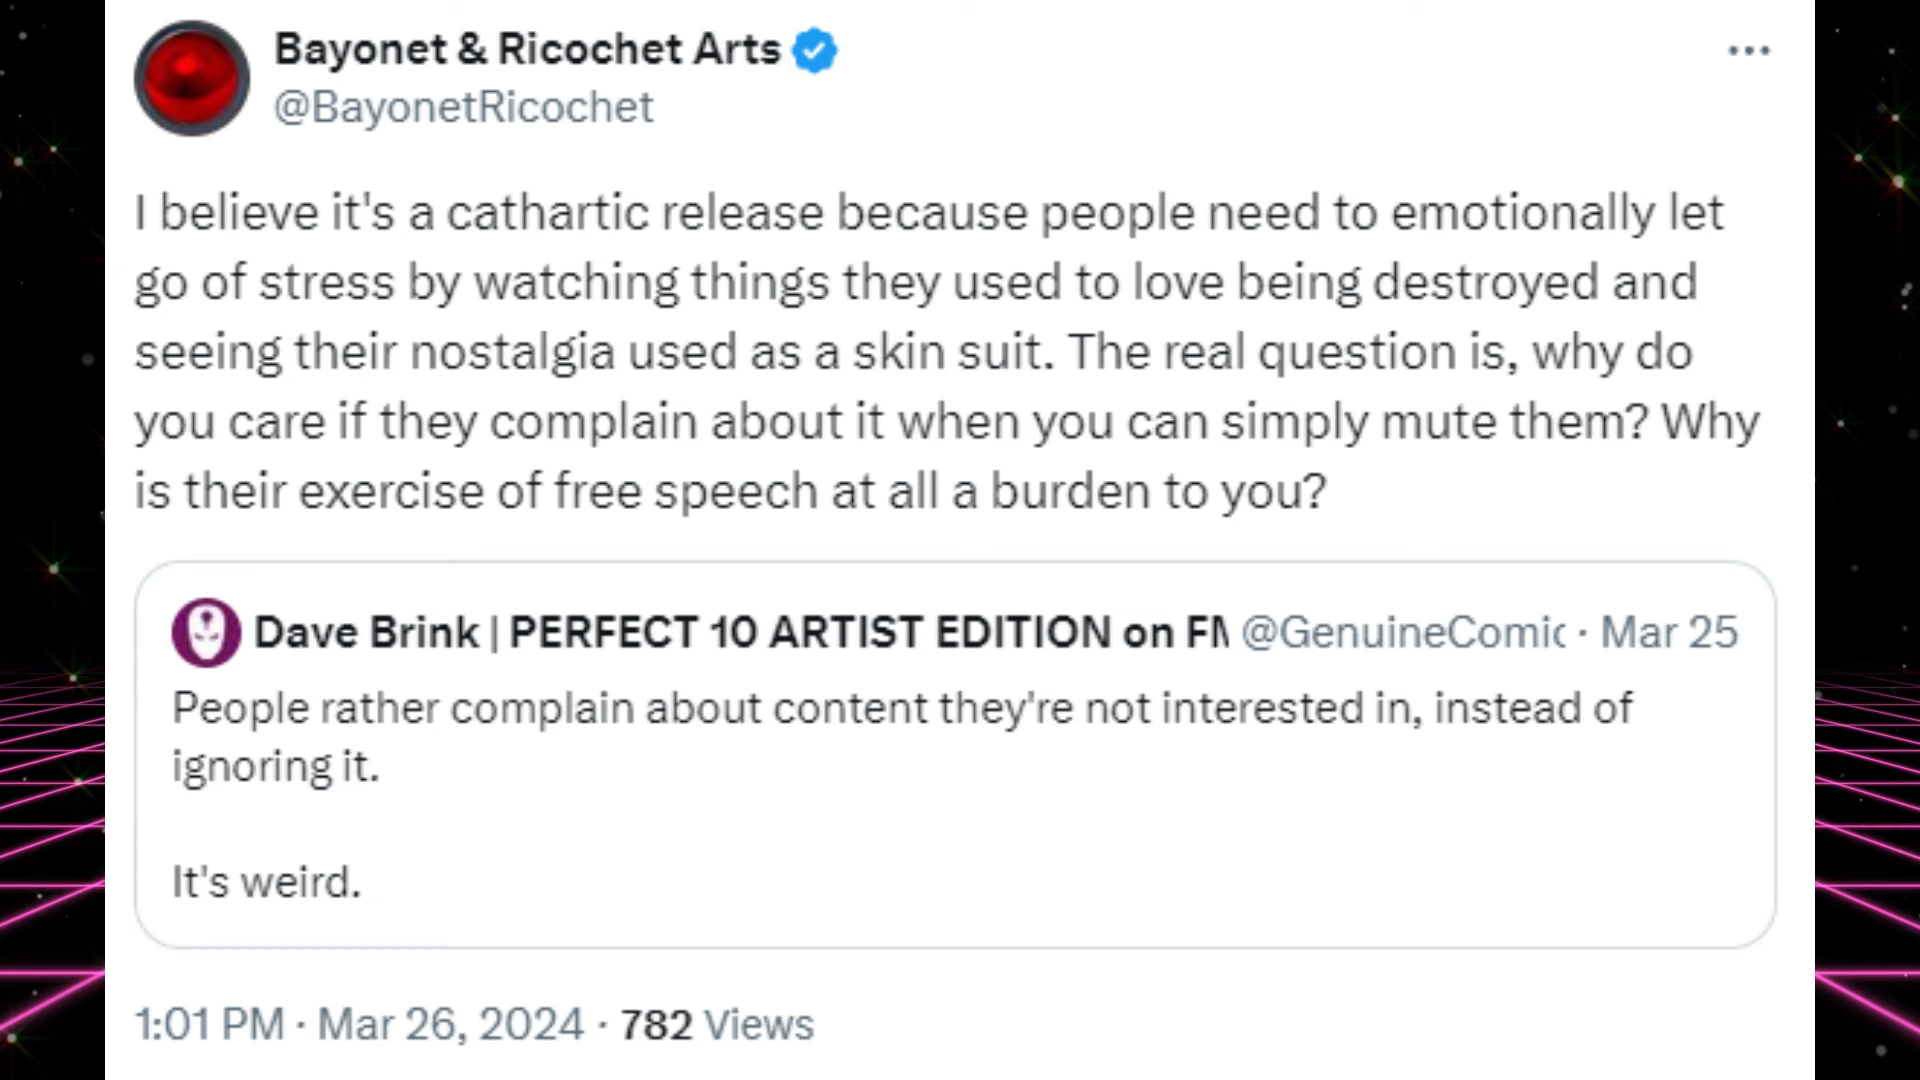 Bayonet & Ricochet Arts
@BayonetRicochet
I believe it's a cathartic release because people need to emotionally let
go of stress by watching things they used to love being destroyed and
seeing their nostalgia used as a skin suit. The real question is, why do
you care if they complain about it when you can simply mute them? Why
is their exercise of free speech at all a burden to you?
Dave Brink | PERFECT 10 ARTIST EDITION on @GenuineComic · Mar 25
People rather complain about content they're not interested in, instead of
ignoring it.
It's weird.
1:01 PM · Mar 26, 2024 · 782 Views